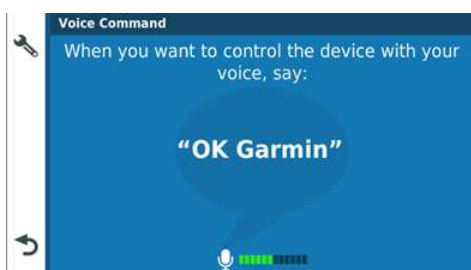 Voice Command
When you want to control the device with your
voice, say:
“OK Garmin”